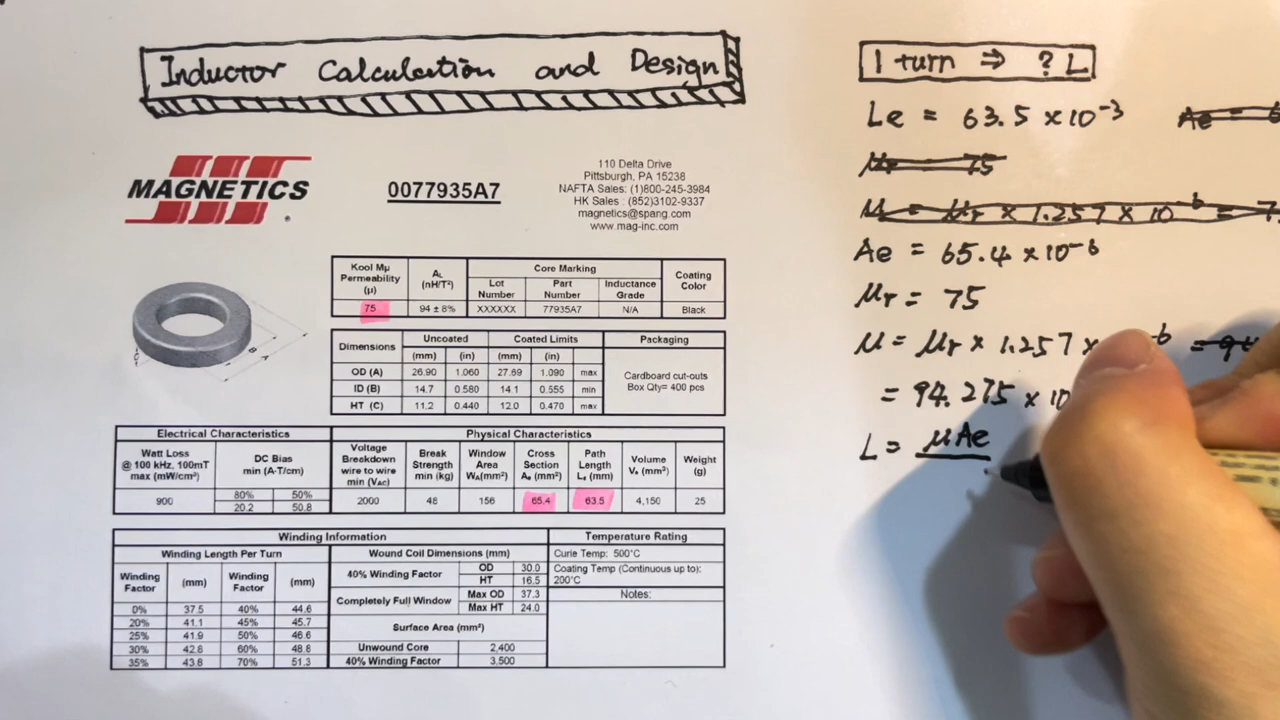 Inductor Calculation and Design
MAGNETICS
0077935A7
110 Delta Drive
Pittsburgh, PA 15238
NAFTA Sales: (1)800-245-3984
HK Sales : (852)3102-9337
magnetics@spang.com
www.mag-inc.com
C B A
Kool Mµ Permeability (µ) | AL (nH/T²) | Core Marking | Coating Color
Lot Number | Part Number | Inductance Grade
75 | 94 ± 8% | XXXXXX | 77935A7 | N/A | Black
Dimensions | Uncoated | Coated Limits | Packaging
(mm) | (in) | (mm) | (in)
OD (A) | 26.90 | 1.060 | 27.69 | 1.090 | max | Cardboard cut-outs
ID (B) | 14.7 | 0.580 | 14.1 | 0.555 | min | Box Qty= 400 pcs
HT (C) | 11.2 | 0.440 | 12.0 | 0.470 | max
Electrical Characteristics | Physical Characteristics
Watt Loss @ 100 kHz, 100mT max (mW/cm³) | DC Bias min (A·T/cm) | Voltage Breakdown wire to wire min (VAC) | Break Strength min (kg) | Window Area WA(mm²) | Cross Section Ae (mm²) | Path Length Le (mm) | Volume Ve (mm³) | Weight (g)
900 | 80% | 50% | 2000 | 48 | 156 | 65.4 | 63.5 | 4,150 | 25
20.2 | 50.8
Winding Information | Temperature Rating
Winding Length Per Turn | Wound Coil Dimensions (mm) | Curie Temp: 500°C
Winding Factor | (mm) | Winding Factor | (mm) | 40% Winding Factor | OD | 30.0 | Coating Temp (Continuous up to): 200°C
HT | 16.5
Completely Full Window | Max OD | 37.3 | Notes:
0% | 37.5 | 40% | 44.6 | Max HT | 24.0
20% | 41.1 | 45% | 45.7 | Surface Area (mm²)
25% | 41.9 | 50% | 46.6
30% | 42.6 | 60% | 48.6 | Unwound Core | 2,400
35% | 43.8 | 70% | 51.3 | 40% Winding Factor | 3,500
1 turn ⇒ ? L
Le = 63.5 ×10⁻³ Ae =
µr = 75
µ = µr × 1.257 × 10⁻⁶ = 7
Ae = 65.4 ×10⁻⁶
µr = 75
µ = µr × 1.257 ×
= 94.275 × 10
L = µAe